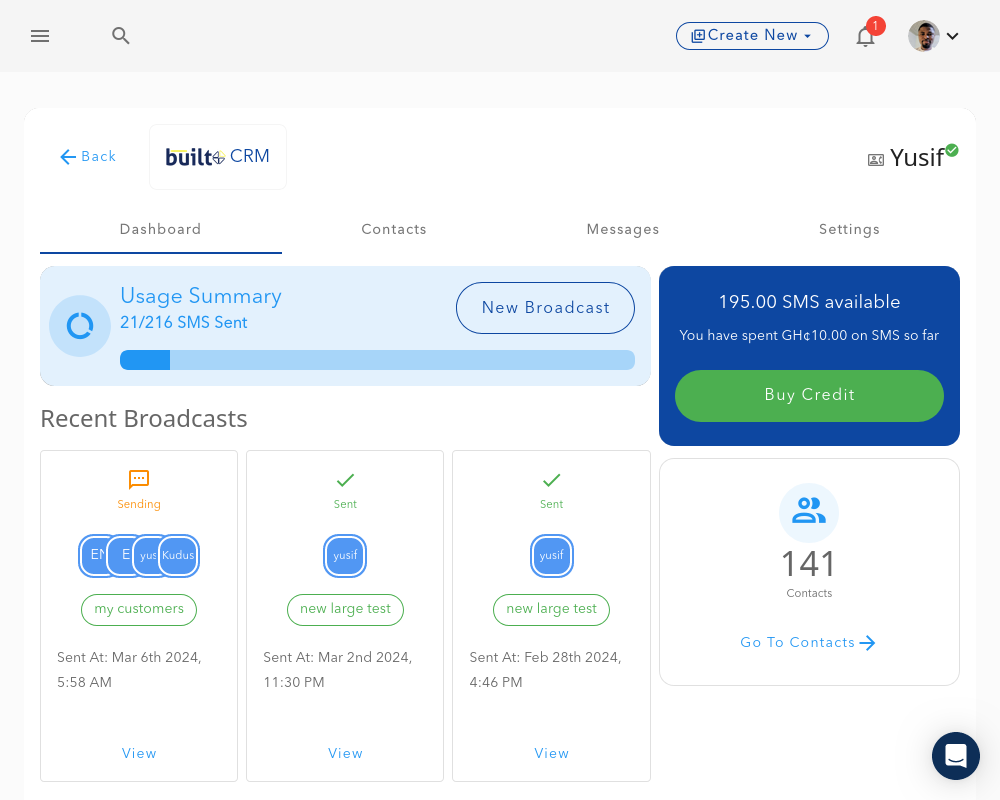 Create New
1
Back
built CRM
Yusif
Dashboard
Contacts
Messages
Settings
Usage Summary
21/216 SMS Sent
New Broadcast
195.00 SMS available
You have spent GH¢10.00 on SMS so far
Buy Credit
Recent Broadcasts
Sending
EN
E
yus
Kudus
my customers
Sent At: Mar 6th 2024,
5:58 AM
View
Sent
yusif
new large test
Sent At: Mar 2nd 2024,
11:30 PM
View
Sent
yusif
new large test
Sent At: Feb 28th 2024,
4:46 PM
View
141
Contacts
Go To Contacts